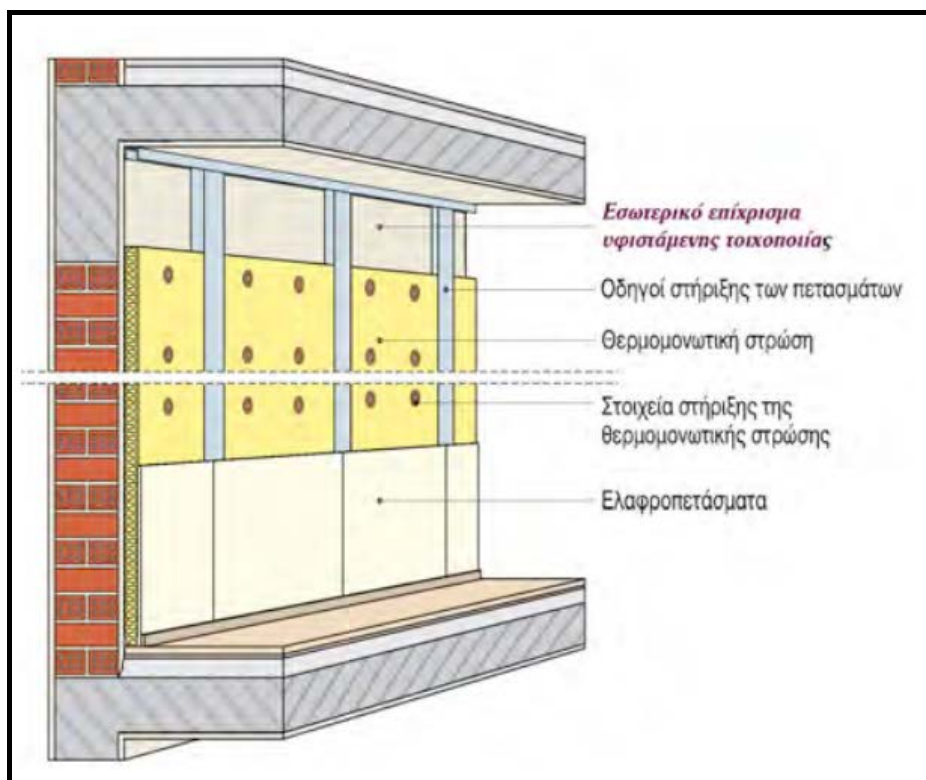 Εσωτερικό επίχρισμα
υφιστάμενης τοιχοποιίας
Οδηγοί στήριξης των πετασμάτων
Θερμομονωτική στρώση
Στοιχεία στήριξης της
θερμομονωτικής στρώσης
Ελαφροπετάσματα